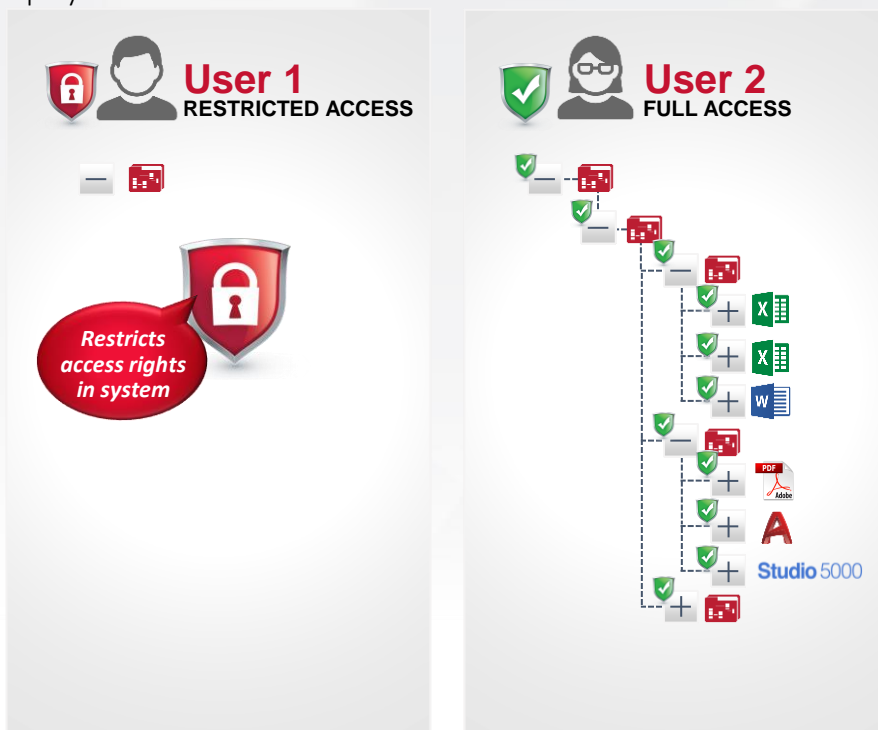 User 1
RESTRICTED ACCESS
Restricts
access rights
in system
User 2
FULL ACCESS
X
X
W
PDF
Adobe
Studio 5000